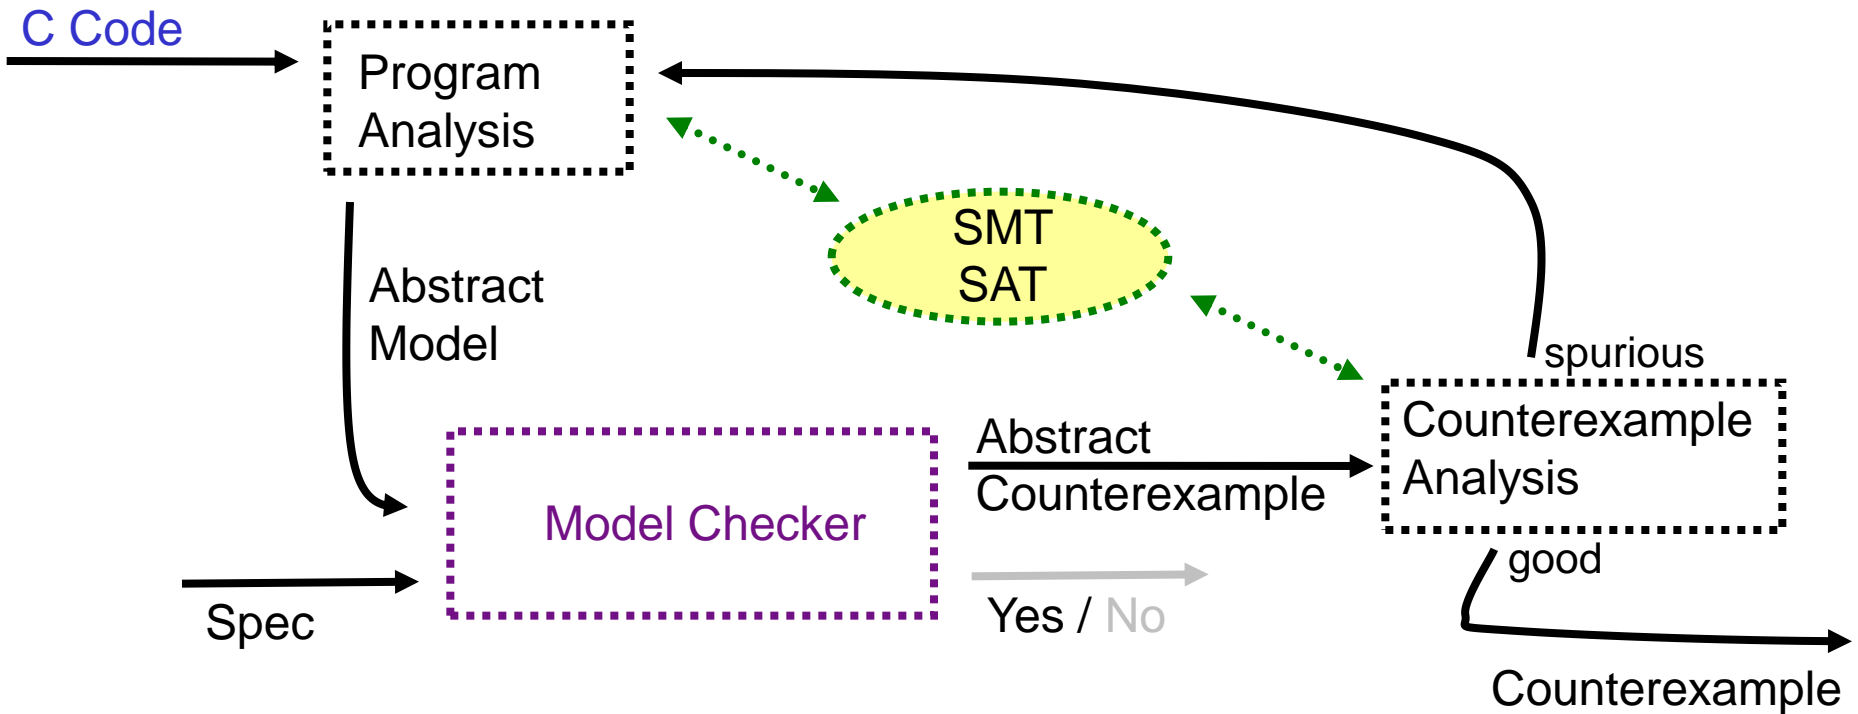 C Code
Program
Analysis
SMT
SAT
Abstract
Model
spurious
Counterexample
Analysis
Abstract
Counterexample
Model Checker
good
Yes / No
Spec
Counterexample